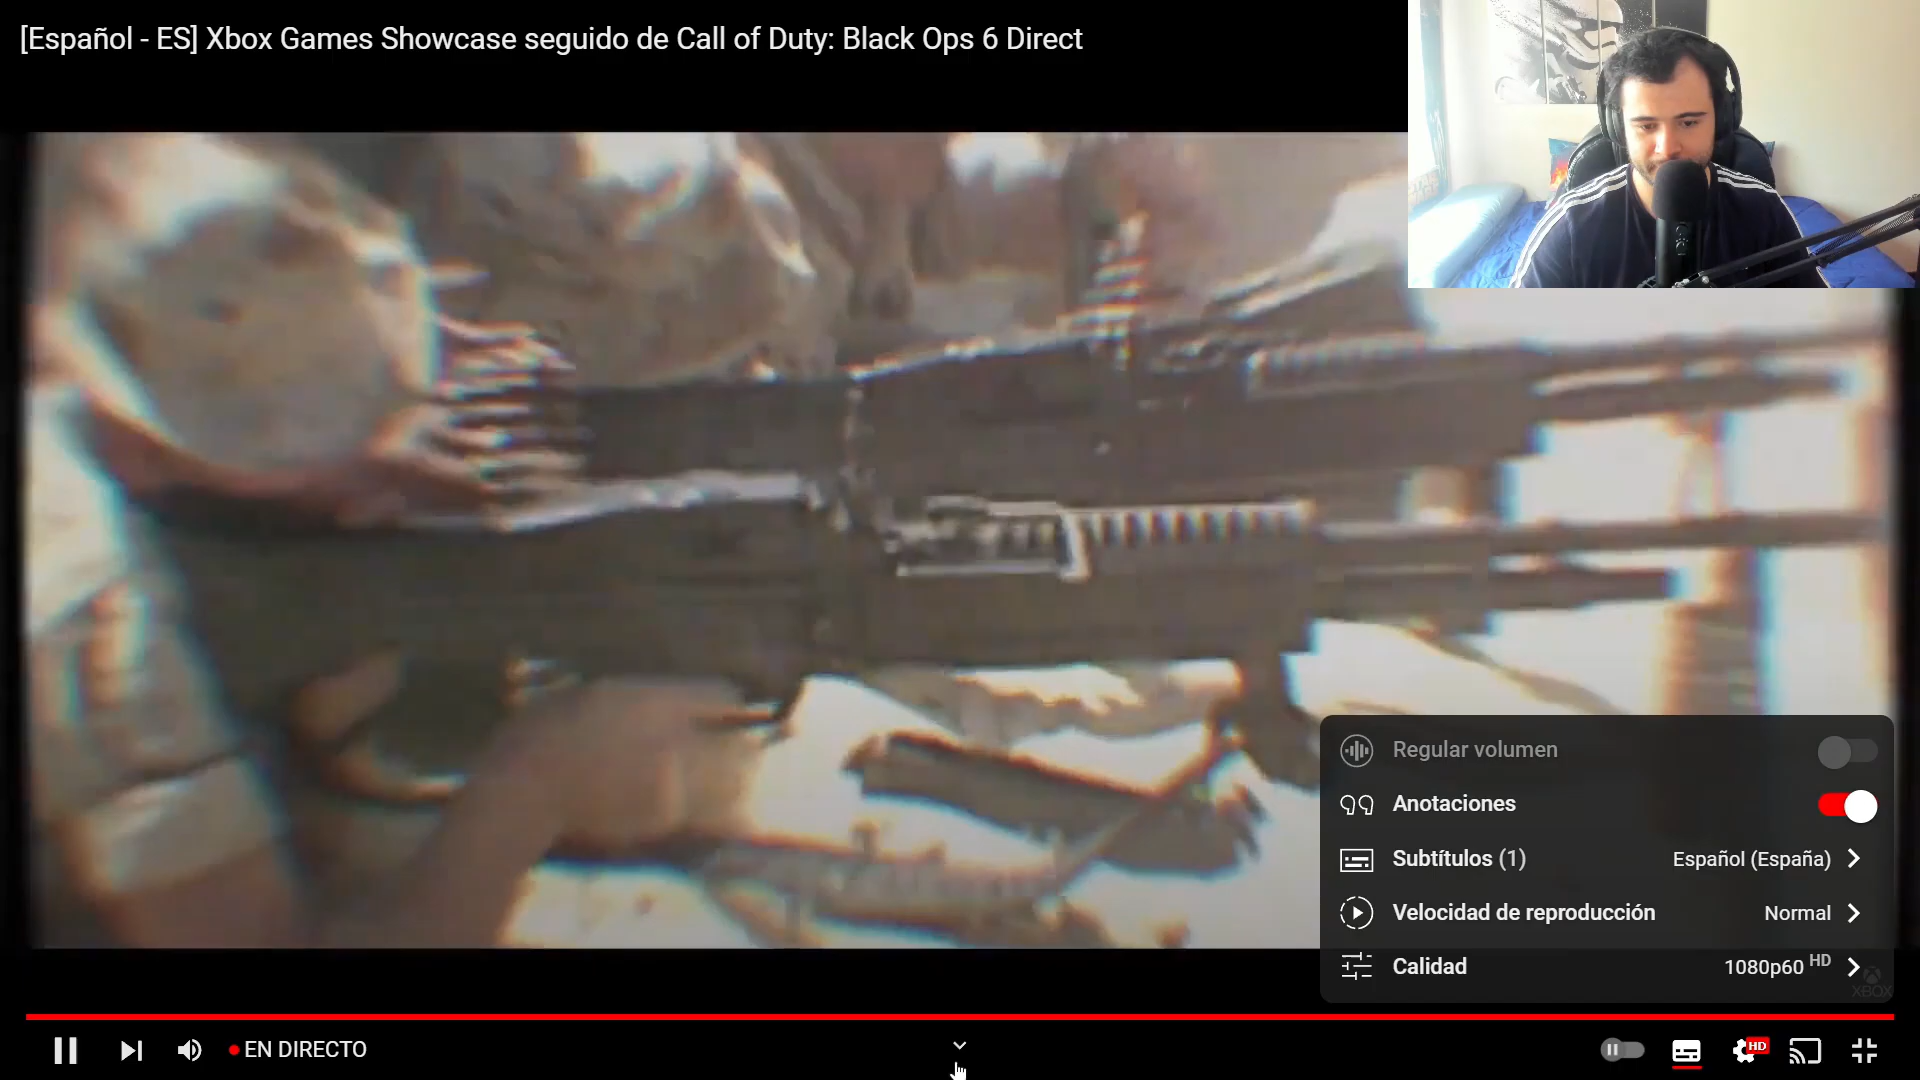 [Español - ES] Xbox Games Showcase seguido de Call of Duty: Black Ops 6 Direct
Regular volumen
Anotaciones
Subtítulos (1) Español (España)
Velocidad de reproducción Normal
Calidad 1080p60 HD
XBOX
EN DIRECTO
HD